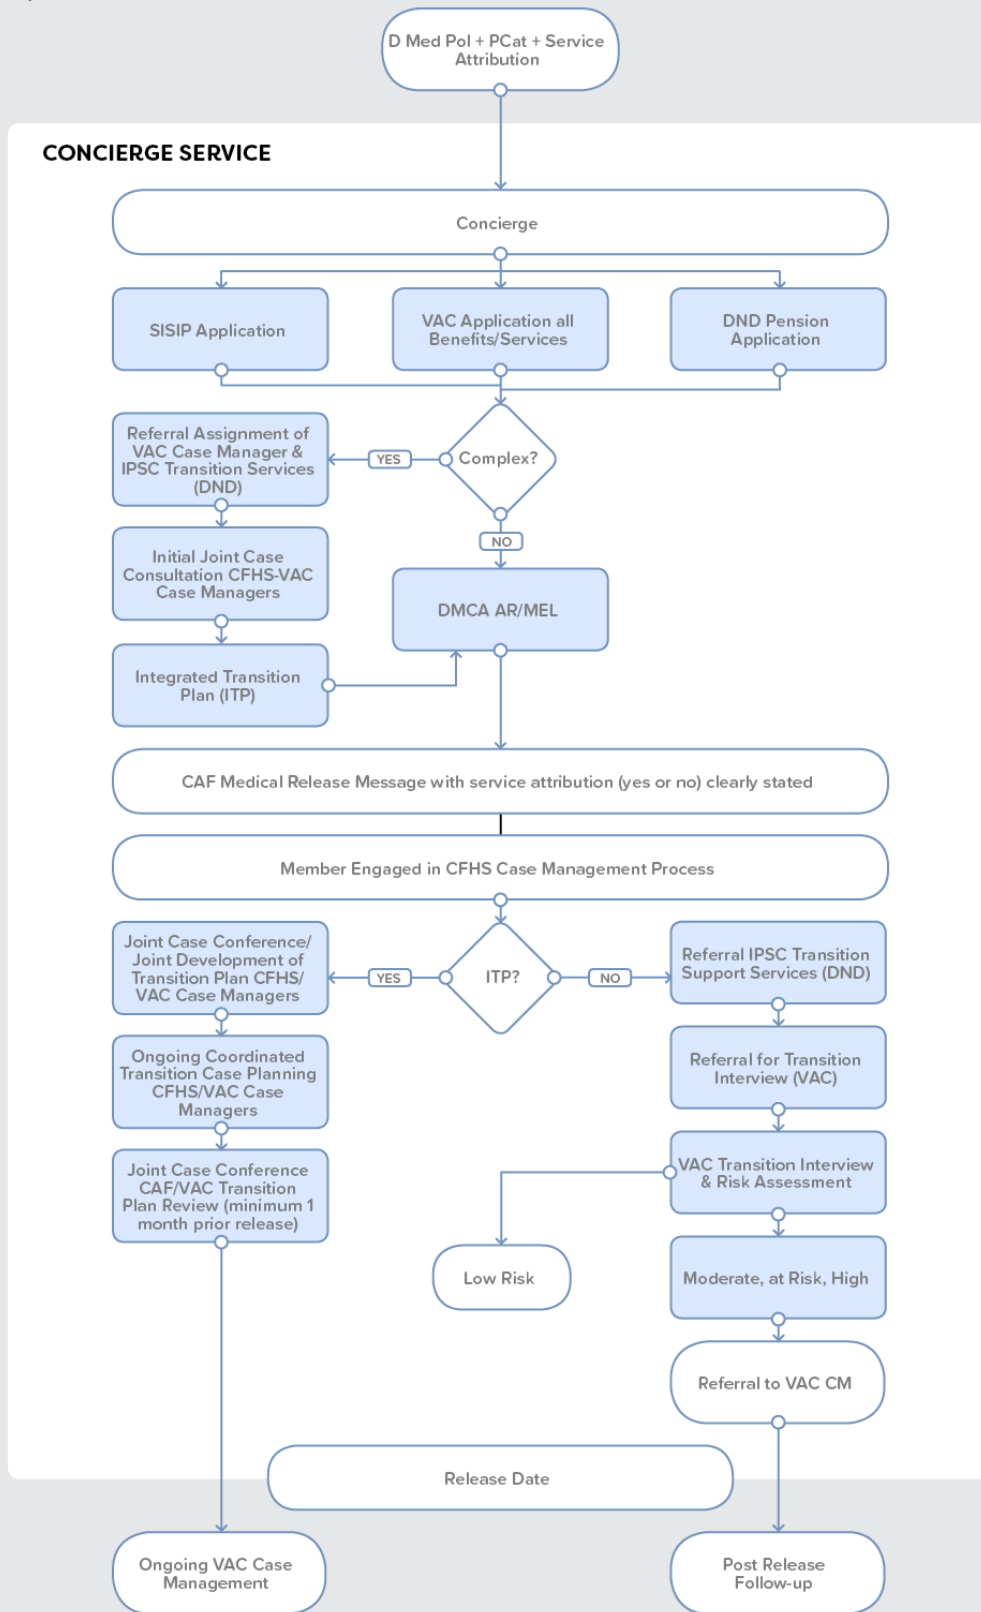 D Med Pol + PCat + Service
Attribution
CONCIERGE SERVICE
Concierge
SISIP Application
VAC Application all
Benefits/Services
DND Pension
Application
Referral Assignment of
VAC Case Manager &
IPSC Transition Services
(DND)
YES
Complex?
NO
Initial Joint Case
Consultation CFHS-VAC
Case Managers
DMCA AR/MEL
Integrated Transition
Plan (ITP)
CAF Medical Release Message with service attribution (yes or no) clearly stated
Member Engaged in CFHS Case Management Process
Joint Case Conference/
Joint Development of
Transition Plan CFHS/
VAC Case Managers
YES
ITP?
NO
Referral IPSC Transition
Support Services (DND)
Ongoing Coordinated
Transition Case Planning
CFHS/VAC Case
Managers
Referral for Transition
Interview (VAC)
Joint Case Conference
CAF/VAC Transition
Plan Review (minimum 1
month prior release)
VAC Transition Interview
& Risk Assessment
Low Risk
Moderate, at Risk, High
Referral to VAC CM
Release Date
Ongoing VAC Case
Management
Post Release
Follow-up